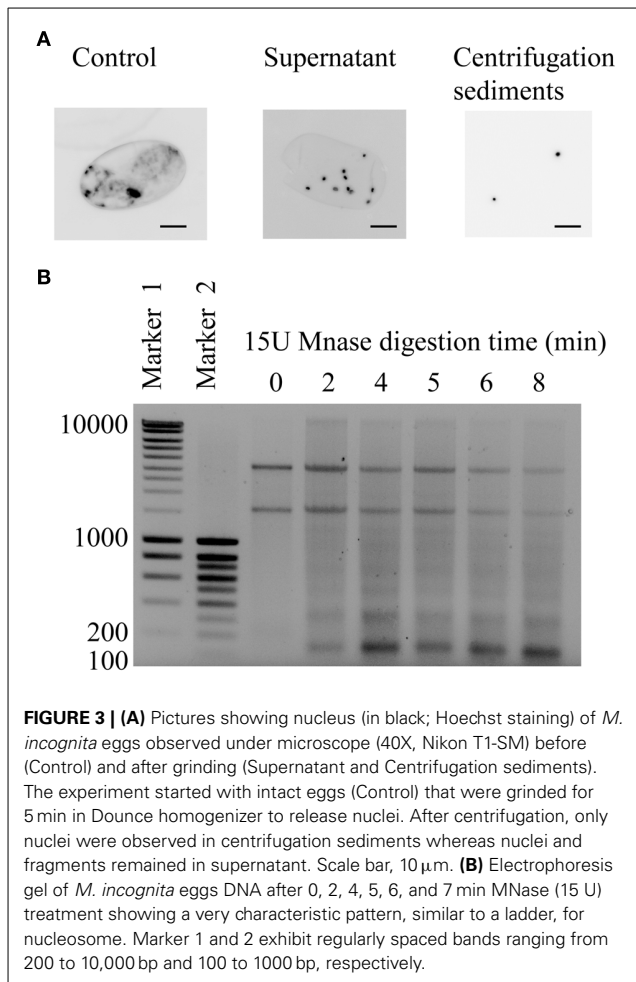 A
Control
Supernatant
Centrifugation
sediments
B
Marker 1
Marker 2
15U Mnase digestion time (min)
0 2 4 5 6 8
10000
1000
200
100
FIGURE 3 | (A) Pictures showing nucleus (in black; Hoechst staining) of M.
incognita eggs observed under microscope (40X, Nikon T1-SM) before
(Control) and after grinding (Supernatant and Centrifugation sediments).
The experiment started with intact eggs (Control) that were grinded for
5 min in Dounce homogenizer to release nuclei. After centrifugation, only
nuclei were observed in centrifugation sediments whereas nuclei and
fragments remained in supernatant. Scale bar, 10 μm. (B) Electrophoresis
gel of M. incognita eggs DNA after 0, 2, 4, 5, 6, and 7 min MNase (15 U)
treatment showing a very characteristic pattern, similar to a ladder, for
nucleosome. Marker 1 and 2 exhibit regularly spaced bands ranging from
200 to 10,000 bp and 100 to 1000 bp, respectively.